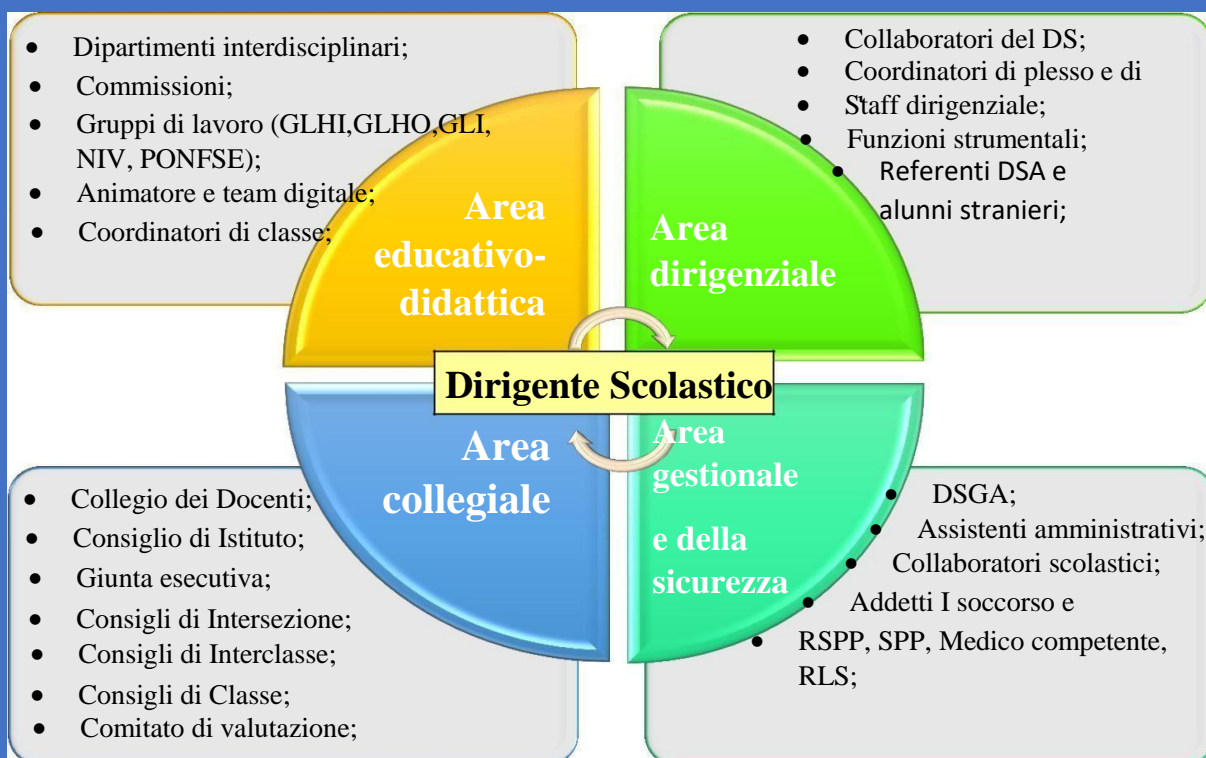 Dipartimenti interdisciplinari;
Commissioni;
Gruppi di lavoro (GLHI,GLHO,GLI,
NIV, PONFSE);
Animatore e team digitale;
Coordinatori di classe;
Area
educativo-
didattica
Collaboratori del DS;
Coordinatori di plesso e di
Staff dirigenziale;
Funzioni strumentali;
Referenti DSA e
alunni stranieri;
Area
dirigenziale
Dirigente Scolastico
Area
collegiale
Collegio dei Docenti;
Consiglio di Istituto;
Giunta esecutiva;
Consigli di Intersezione;
Consigli di Interclasse;
Consigli di Classe;
Comitato di valutazione;
Area
gestionale
e della
sicurezza
DSGA;
Assistenti amministrativi;
Collaboratori scolastici;
Addetti I soccorso e
RSPP, SPP, Medico competente,
RLS;